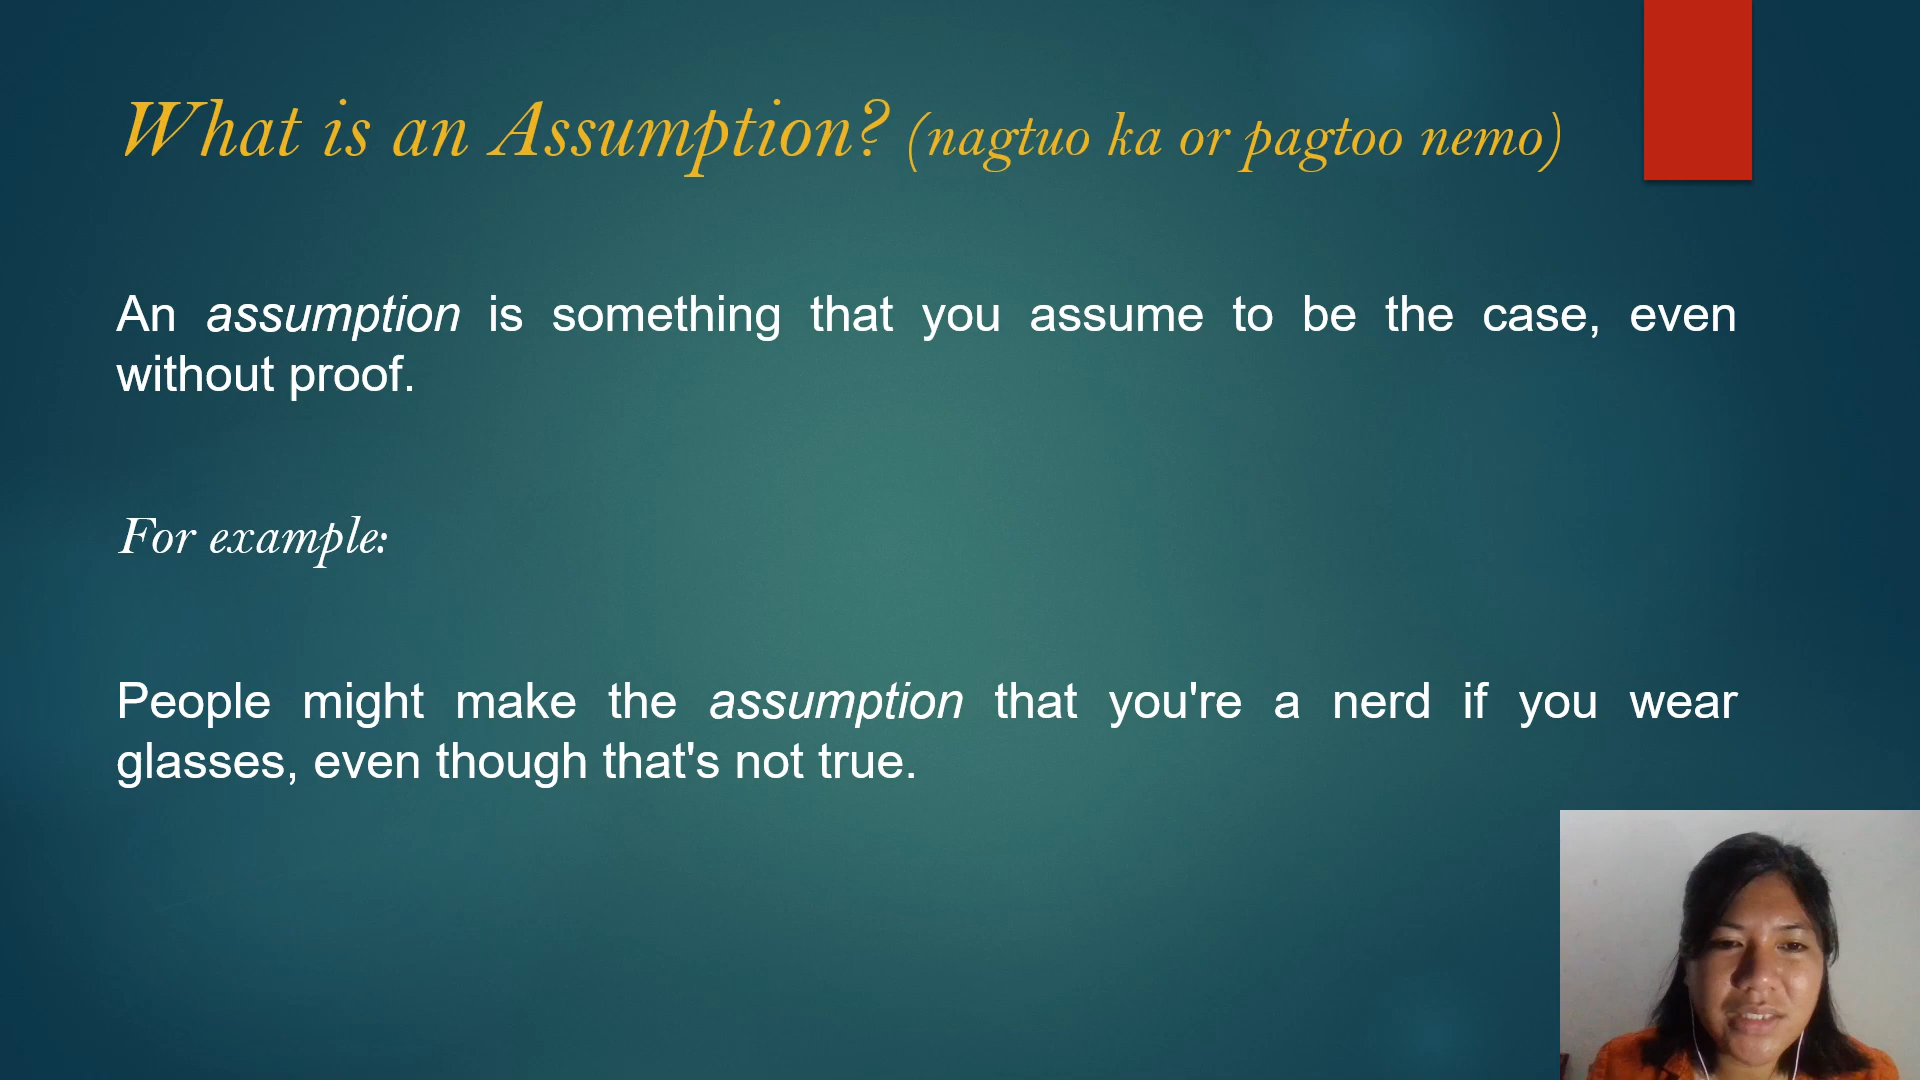 What is an Assumption? (nagtuo ka or pagtoo nemo)
An assumption is something that you assume to be the case, even
without proof.
For example:
People might make the assumption that you're a nerd if you wear
glasses, even though that's not true.